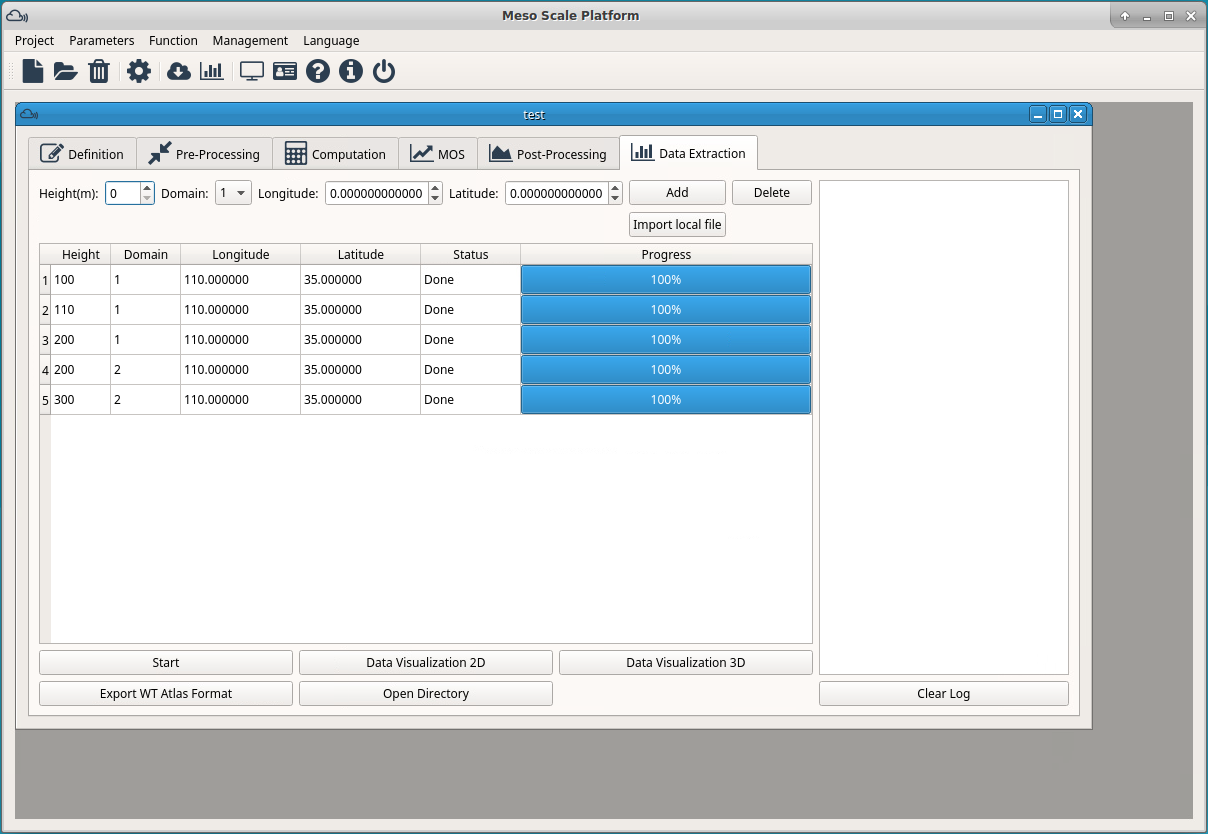 Meso Scale Platform
Project Parameters Function Management Language
test
Definition Pre-Processing Computation MOS Post-Processing Data Extraction
Height(m): 0 Domain: 1 Longitude: 0.000000000000 Latitude: 0.000000000000 Add Delete
Import local file
Height Domain Longitude Latitude Status Progress
1 100 1 110.000000 35.000000 Done 100%
2 110 1 110.000000 35.000000 Done 100%
3 200 1 110.000000 35.000000 Done 100%
4 200 2 110.000000 35.000000 Done 100%
5 300 2 110.000000 35.000000 Done 100%
Start Data Visualization 2D Data Visualization 3D
Export WT Atlas Format Open Directory Clear Log